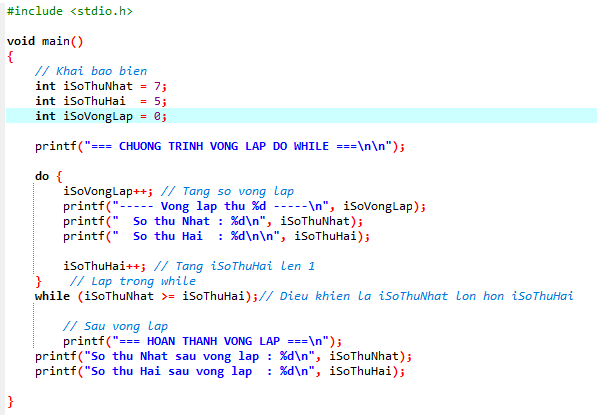 #include <stdio.h>
void main()
{
// Khai bao bien
int iSoThuNhat = 7;
int iSoThuHai  = 5;
int iSoVongLap = 0;
printf("=== CHUONG TRINH VONG LAP DO WHILE ===\n\n");
do {
iSoVongLap++; // Tang so vong lap
printf("----- Vong lap thu %d -----\n", iSoVongLap);
printf("  So thu Nhat : %d\n", iSoThuNhat);
printf("  So thu Hai  : %d\n\n", iSoThuHai);
iSoThuHai++; // Tang iSoThuHai len 1
}    // Lap trong while
while (iSoThuNhat >= iSoThuHai);// Dieu khien la iSoThuNhat lon hon iSoThuHai
// Sau vong lap
printf("=== HOAN THANH VONG LAP ===\n");
printf("So thu Nhat sau vong lap : %d\n", iSoThuNhat);
printf("So thu Hai sau vong lap  : %d\n", iSoThuHai);
}